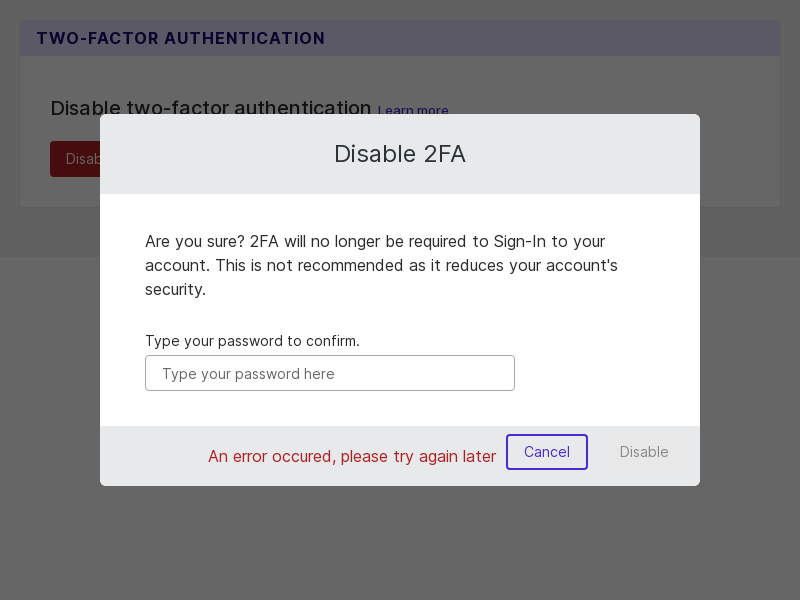 TWO-FACTOR AUTHENTICATION
Disable two-factor authentication Learn more
Disab
Disable 2FA
Are you sure? 2FA will no longer be required to Sign-In to your
account. This is not recommended as it reduces your account's
security.
Type your password to confirm.
Type your password here
An error occured, please try again later
Cancel
Disable